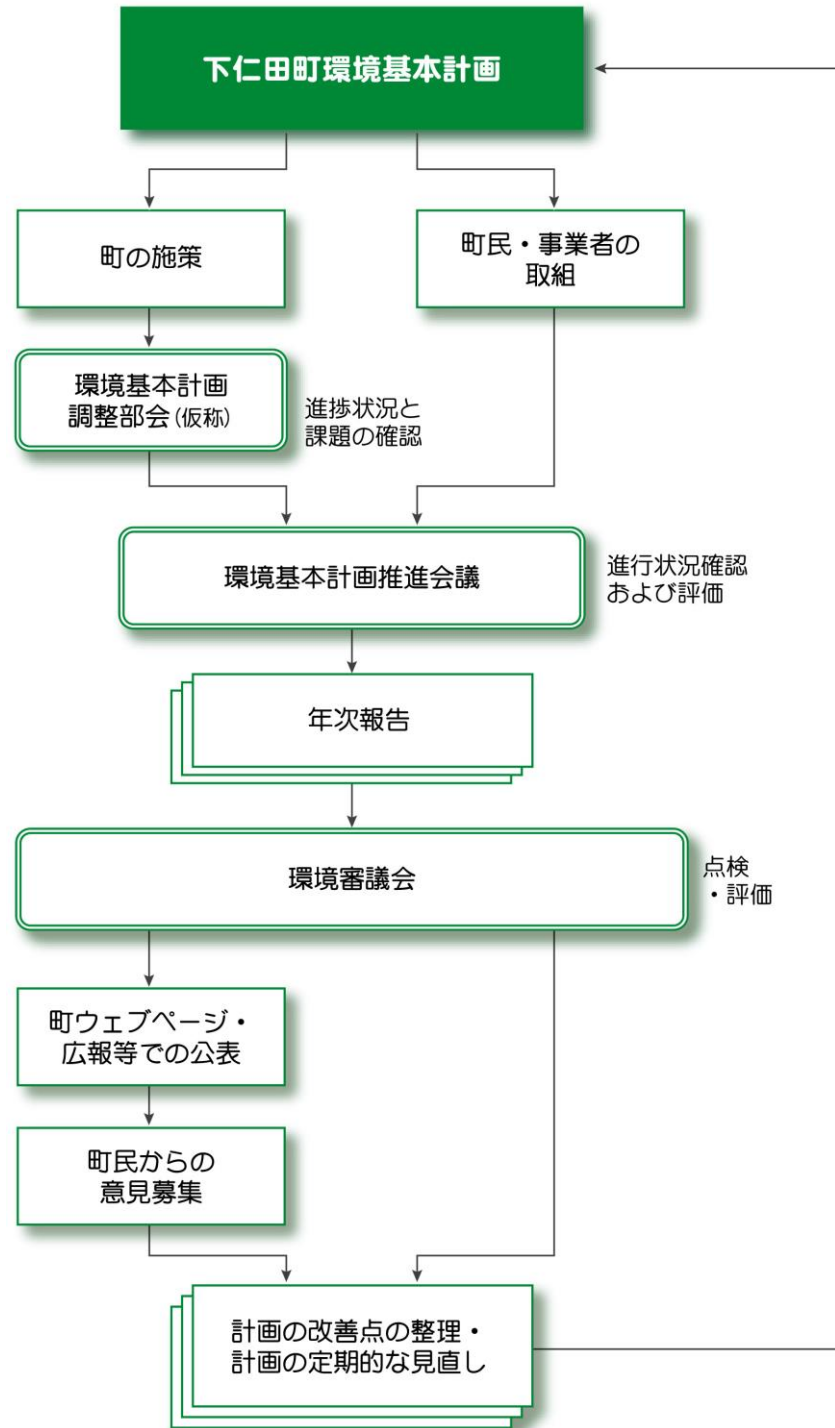 下仁田町環境基本計画
町の施策
町民・事業者の
取組
環境基本計画
調整部会(仮称)
進捗状況と
課題の確認
環境基本計画推進会議
進行状況確認
および評価
年次報告
環境審議会
点検
・評価
町ウェブページ・
広報等での公表
町民からの
意見募集
計画の改善点の整理・
計画の定期的な見直し